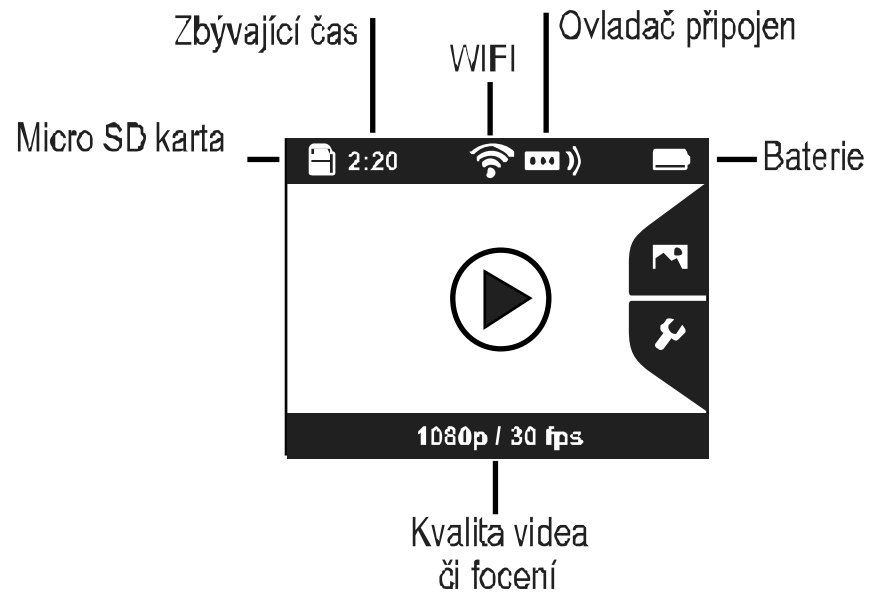 Zbývající čas
Ovladač připojen
WIFI
Micro SD karta
2:20
Baterie
1080p / 30 fps
Kvalita videa
či focení